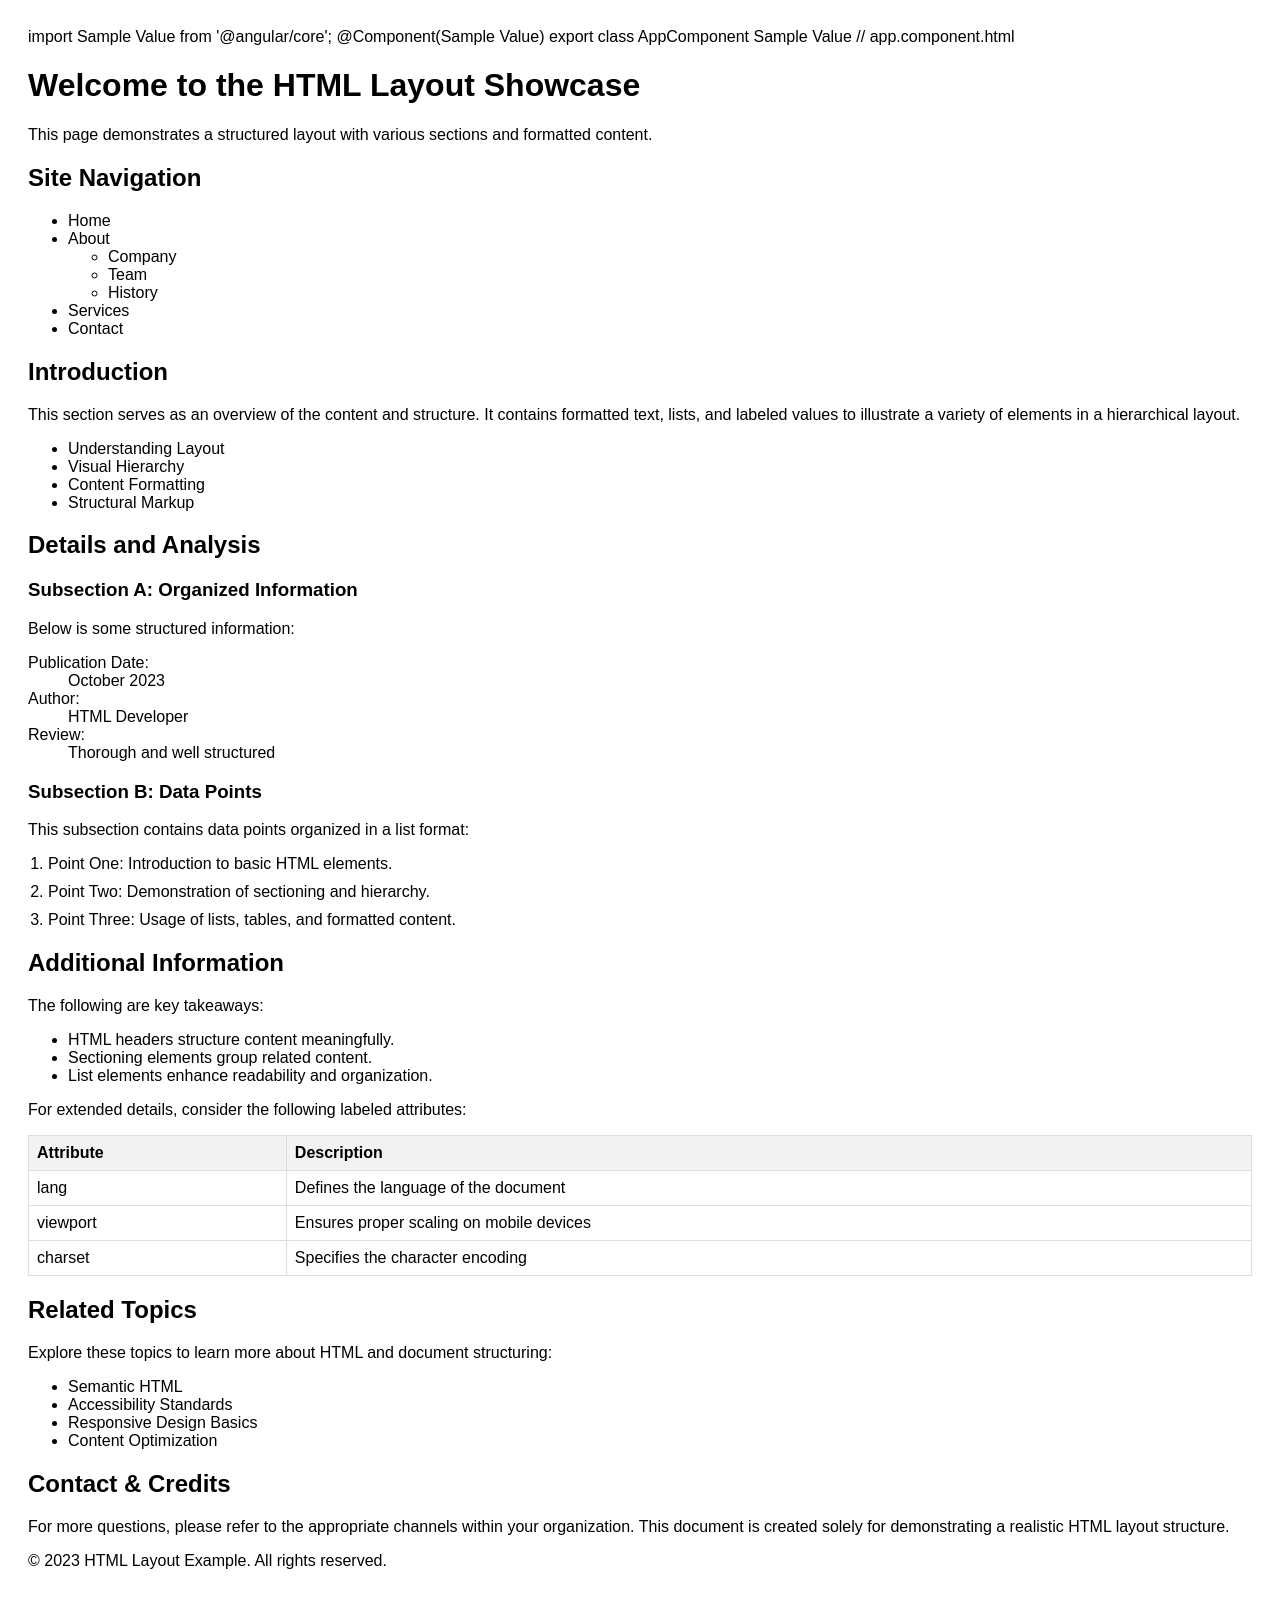 import Sample Value from '@angular/core'; @Component(Sample Value) export class AppComponent Sample Value // app.component.html
Welcome to the HTML Layout Showcase
This page demonstrates a structured layout with various sections and formatted content.
Site Navigation
Home
About
Company
Team
History
Services
Contact
Introduction
This section serves as an overview of the content and structure. It contains formatted text, lists, and labeled values to illustrate a variety of elements in a hierarchical layout.
Understanding Layout
Visual Hierarchy
Content Formatting
Structural Markup
Details and Analysis
Subsection A: Organized Information
Below is some structured information:
Publication Date:
October 2023
Author:
HTML Developer
Review:
Thorough and well structured
Subsection B: Data Points
This subsection contains data points organized in a list format:
1. Point One: Introduction to basic HTML elements.
2. Point Two: Demonstration of sectioning and hierarchy.
3. Point Three: Usage of lists, tables, and formatted content.
Additional Information
The following are key takeaways:
HTML headers structure content meaningfully.
Sectioning elements group related content.
List elements enhance readability and organization.
For extended details, consider the following labeled attributes:
Attribute Description
lang Defines the language of the document
viewport Ensures proper scaling on mobile devices
charset Specifies the character encoding
Related Topics
Explore these topics to learn more about HTML and document structuring:
Semantic HTML
Accessibility Standards
Responsive Design Basics
Content Optimization
Contact & Credits
For more questions, please refer to the appropriate channels within your organization. This document is created solely for demonstrating a realistic HTML layout structure.
© 2023 HTML Layout Example. All rights reserved.